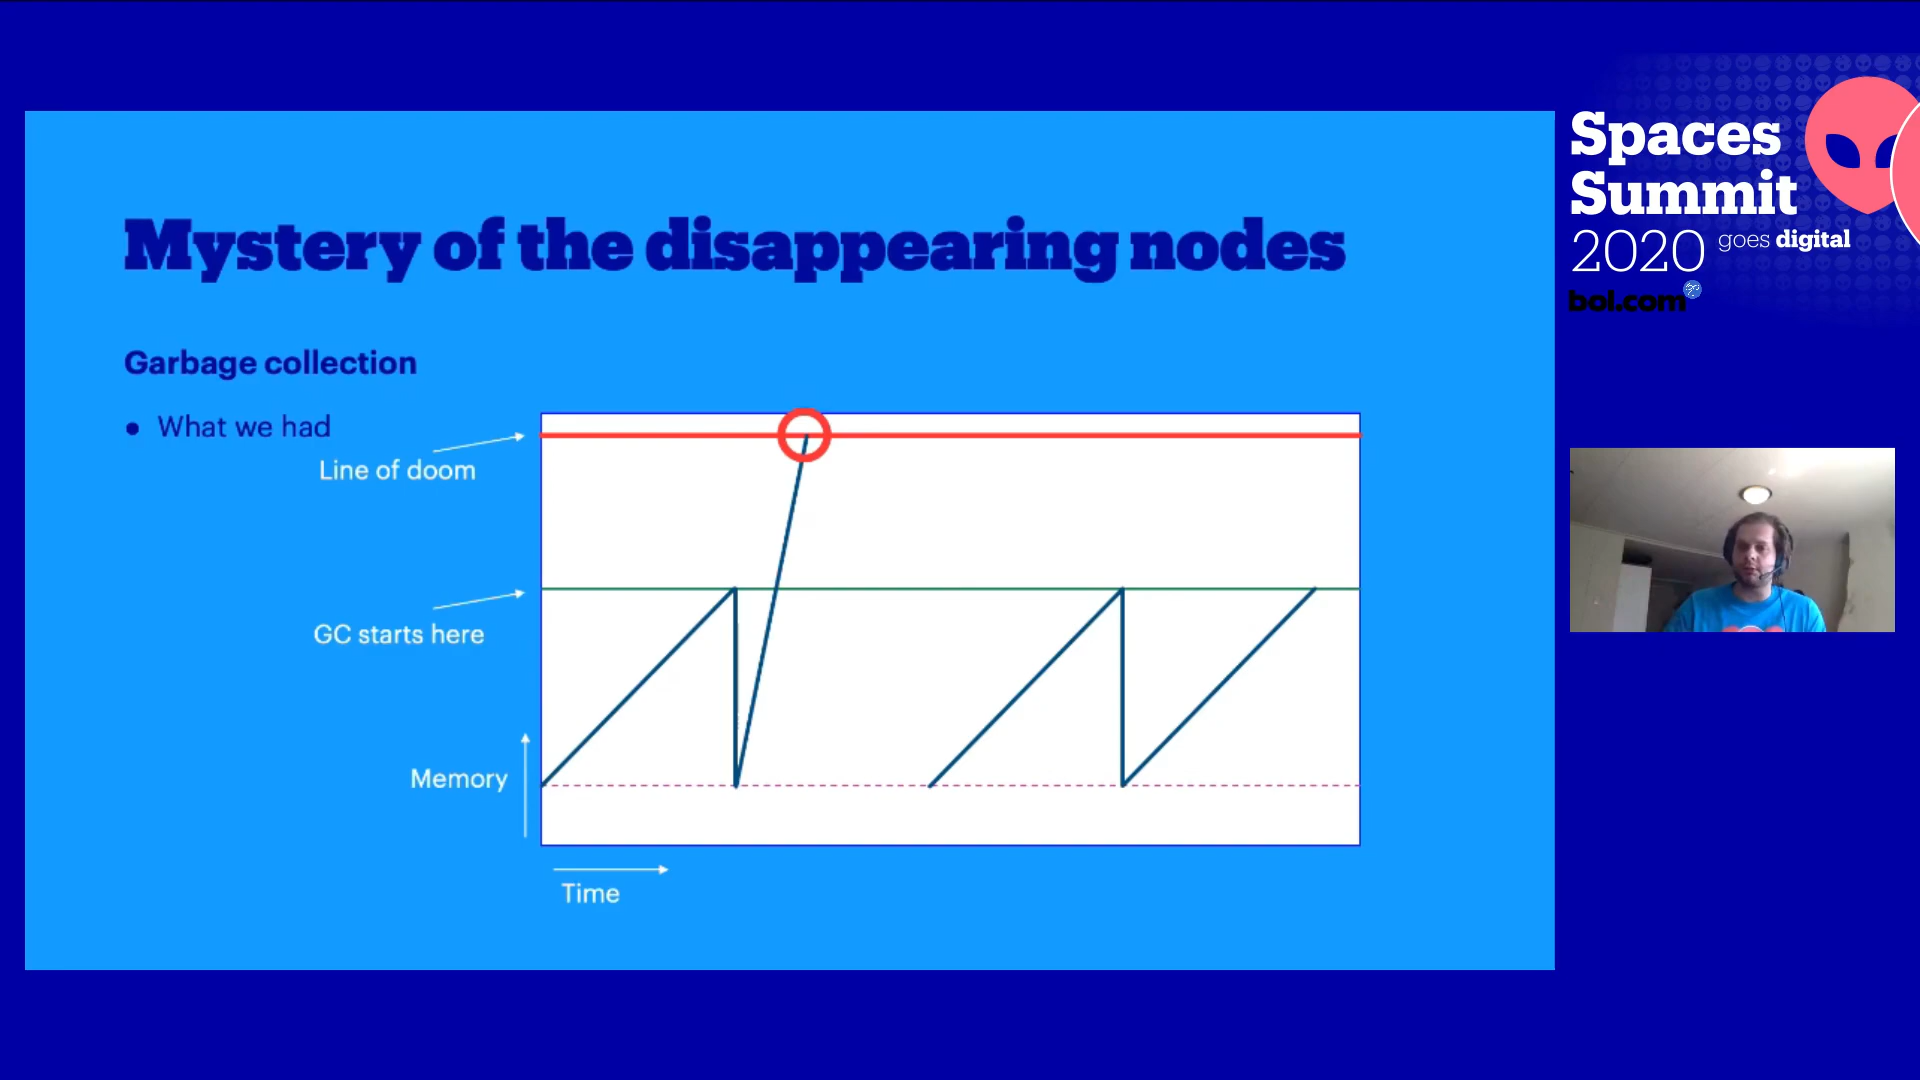 Mystery of the disappearing nodes
Garbage collection
● What we had
Line of doom
GC starts here
Memory
Time
Spaces
Summit
2020 goes digital
bol.com